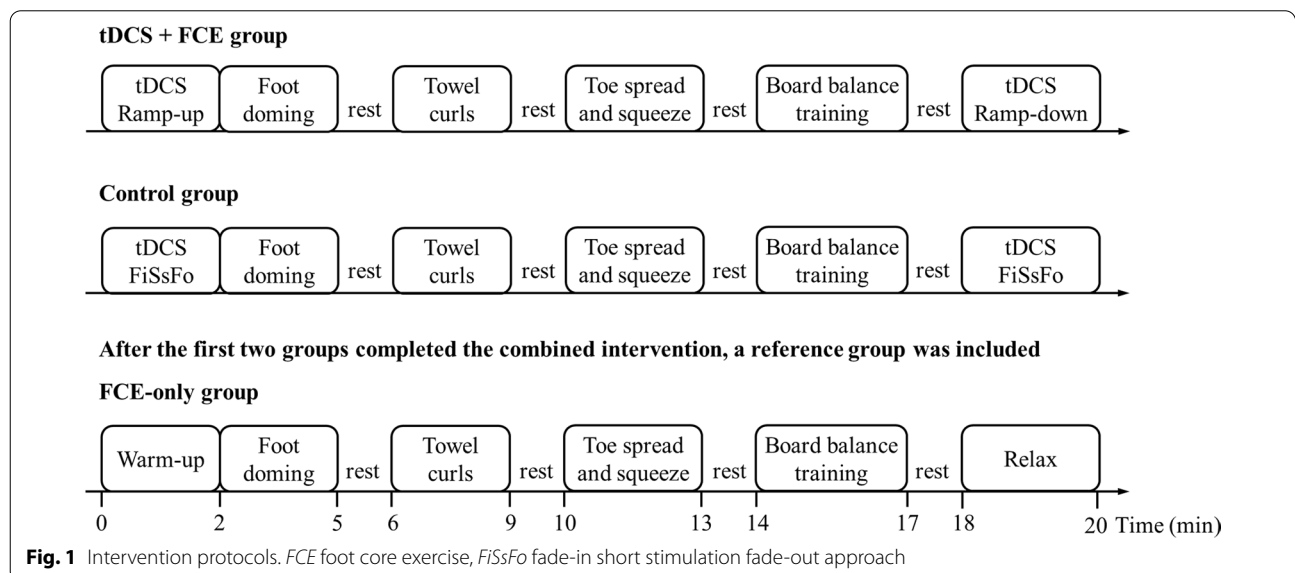 tDCS + FCE group
tDCS Foot Towel Toe spread Board balance tDCS
Ramp-up doming rest curls rest and squeeze rest training rest Ramp-down
Control group
tDCS Foot Towel Toe spread Board balance tDCS
FiSsFo doming rest curls rest and squeeze rest training rest FiSsFo
After the first two groups completed the combined intervention, a reference group was included
FCE-only group
Warm-up Foot Towel Toe spread Board balance Relax
doming rest curls rest and squeeze rest training rest
0 2 5 6 9 10 13 14 17 18 20 Time (min)
Fig. 1 Intervention protocols. FCE foot core exercise, FiSsFo fade-in short stimulation fade-out approach